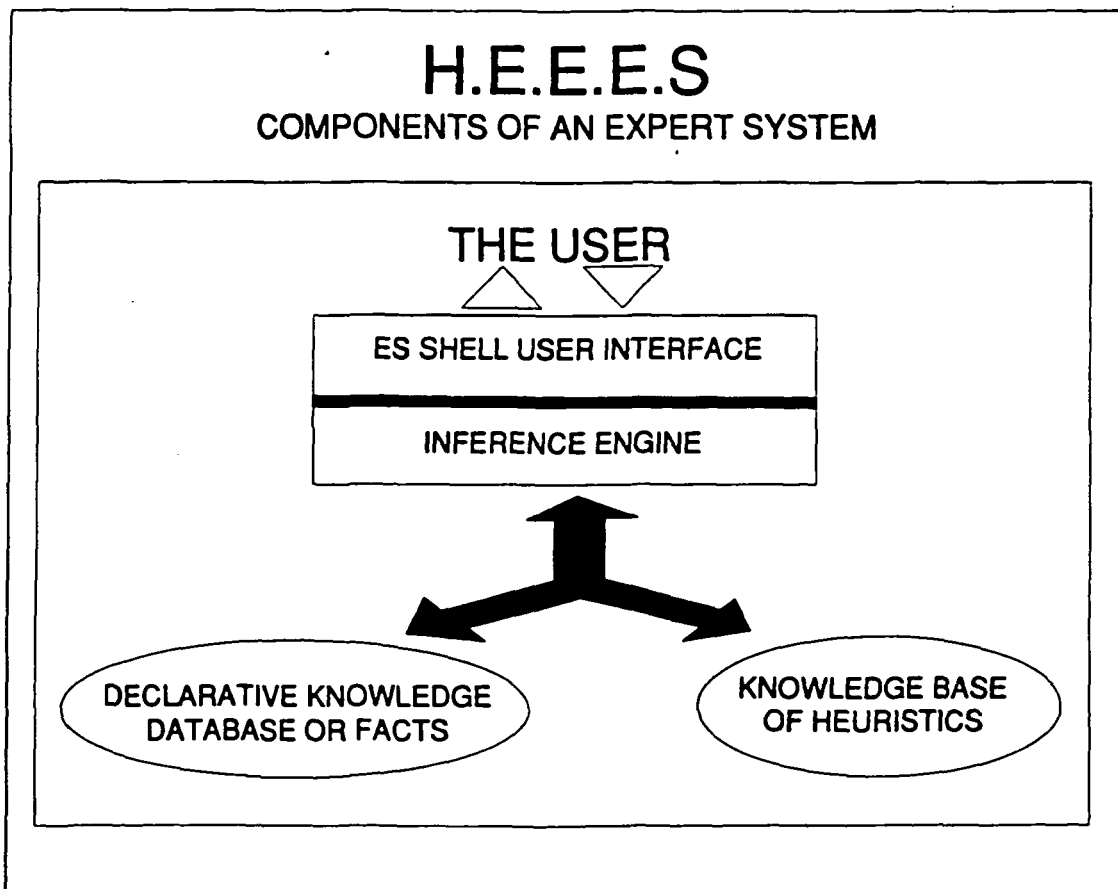 H.E.E.E.S
COMPONENTS OF AN EXPERT SYSTEM
THE USER
ES SHELL USER INTERFACE
INFERENCE ENGINE
DECLARATIVE KNOWLEDGE
DATABASE OR FACTS
KNOWLEDGE BASE
OF HEURISTICS